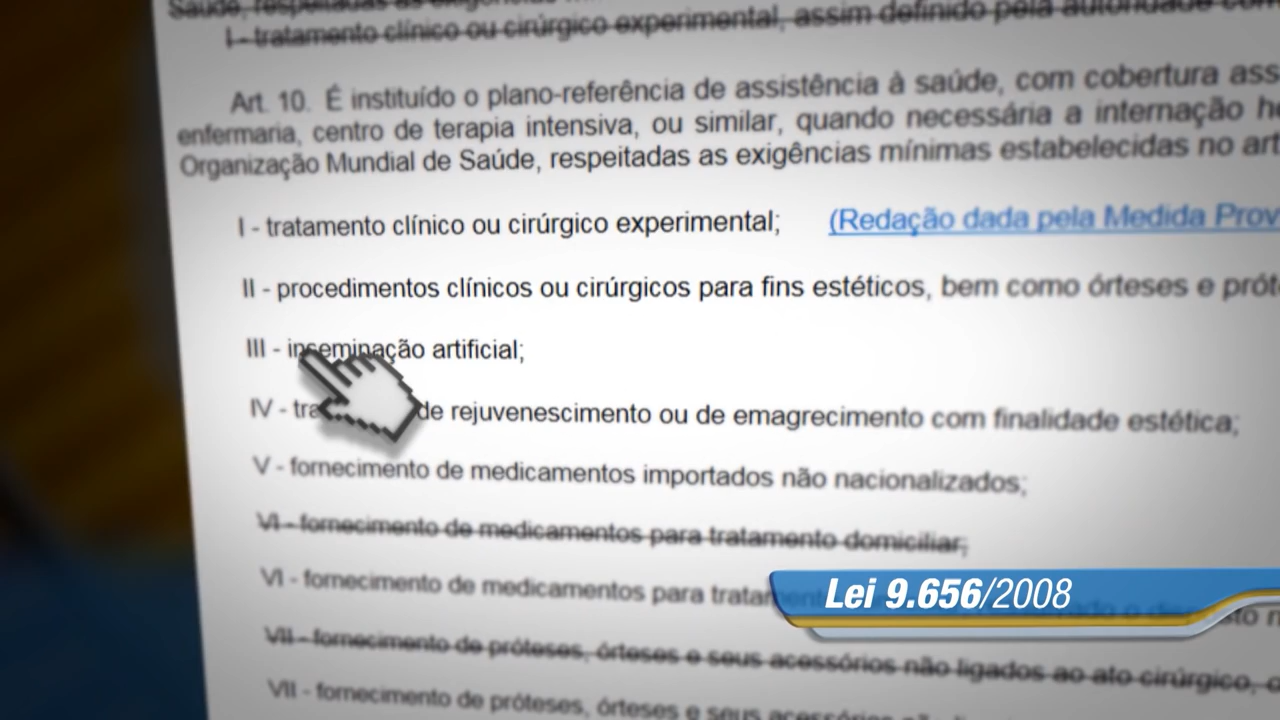 Saúde, respeitadas as exigências
I - tratamento clínico ou cirúrgico experimental, assim definido pela autoridade
Art. 10. É instituído o plano-referência de assistência à saúde, com cobertura
enfermaria, centro de terapia intensiva, ou similar, quando necessária a internação
Organização Mundial de Saúde, respeitadas as exigências mínimas estabelecidas no
I - tratamento clínico ou cirúrgico experimental; (Redação dada pela Medida
II - procedimentos clínicos ou cirúrgicos para fins estéticos, bem como órteses e
III - inseminação artificial;
IV - de rejuvenescimento ou de emagrecimento com finalidade estética;
V - fornecimento de medicamentos importados não nacionalizados;
VI - fornecimento de medicamentos para tratamento domiciliar;
VI - fornecimento de medicamentos para
Lei 9.656/2008
VII - fornecimento de próteses, órteses e seus acessórios não ligados ao ato cirúrgico,
VII - fornecimento de próteses, órteses e seus acessórios